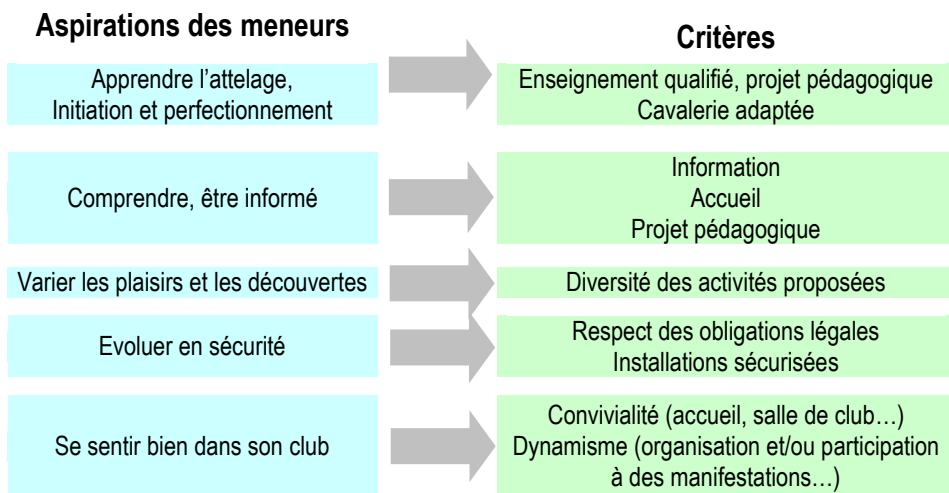 Aspirations des meneurs
Critères
Apprendre l’attelage,
Initiation et perfectionnement
Enseignement qualifié, projet pédagogique
Cavalerie adaptée
Comprendre, être informé
Information
Accueil
Projet pédagogique
Varier les plaisirs et les découvertes
Diversité des activités proposées
Evoluer en sécurité
Respect des obligations légales
Installations sécurisées
Se sentir bien dans son club
Convivialité (accueil, salle de club…)
Dynamisme (organisation et/ou participation
à des manifestations…)